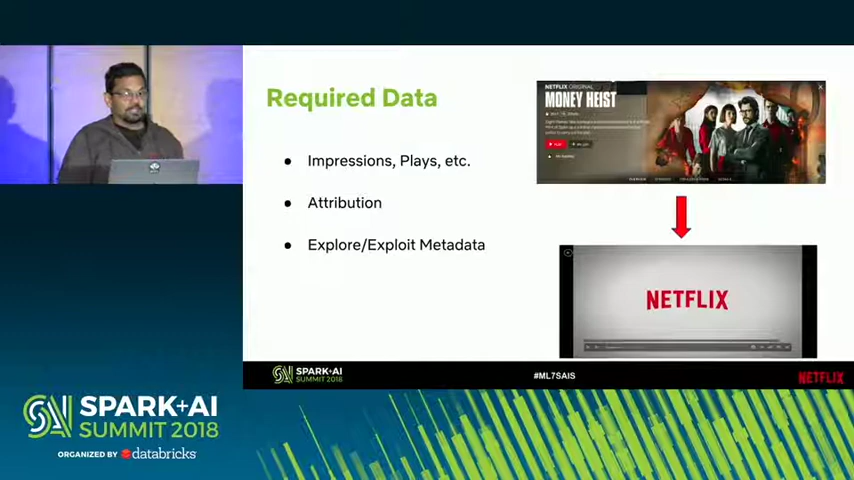 Required Data
Impressions, Plays, etc.
Attribution
Explore/Exploit Metadata
NETFLIX ORIGINAL
MONEY HEIST
PLAY
NETFLIX
SPARK+AI
SUMMIT 2018
#ML7SAIS
NETFLIX
SPARK+AI
SUMMIT 2018
ORGANIZED BY databricks